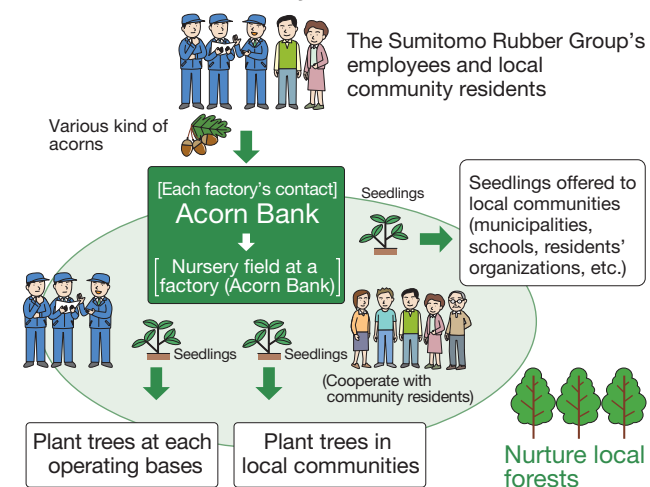 The Sumitomo Rubber Group's
employees and local
community residents
Various kind of
acorns
[Each factory's contact]
Acorn Bank
[Nursery field at a
factory (Acorn Bank)]
Seedlings
Seedlings offered to
local communities
(municipalities,
schools, residents'
organizations, etc.)
Seedlings
Seedlings
(Cooperate with
community residents)
Plant trees at each
operating bases
Plant trees in
local communities
Nurture local
forests